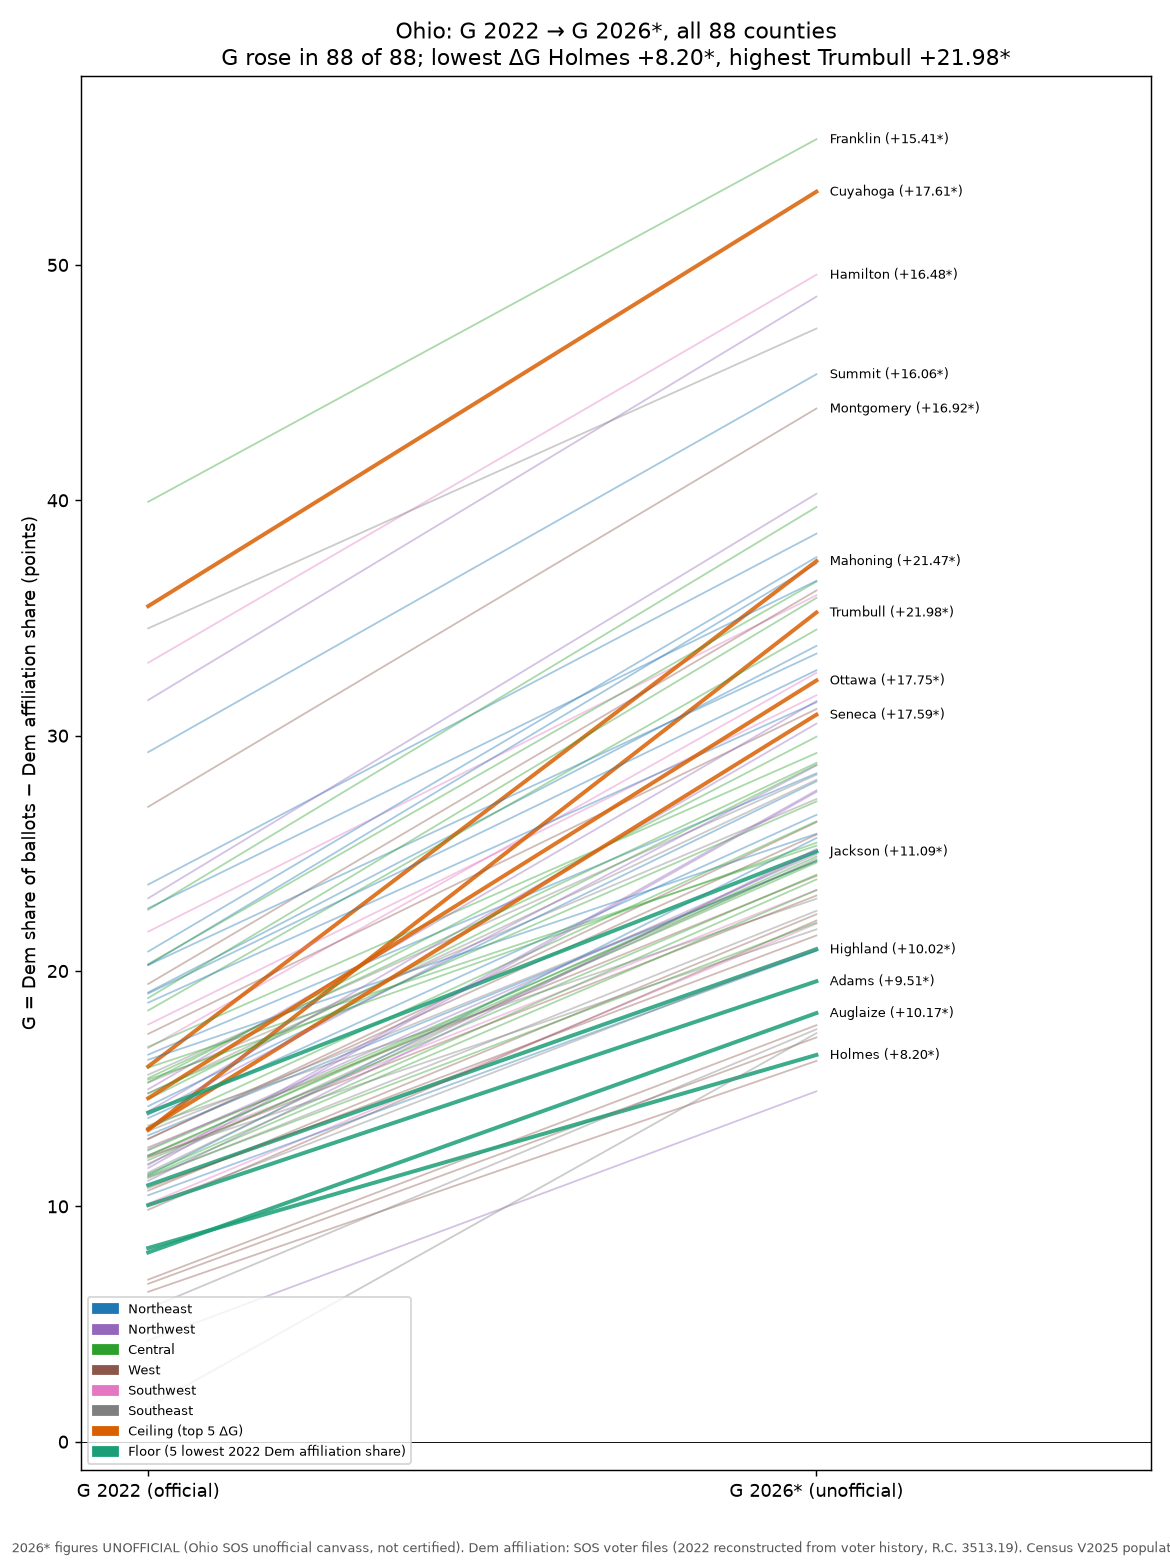 Ohio: G 2022 → G 2026*, all 88 counties
G rose in 88 of 88; lowest ΔG Holmes +8.20*, highest Trumbull +21.98*
G = Dem share of ballots − Dem affiliation share (points)
50
40
30
20
10
0
Franklin (+15.41*)
Cuyahoga (+17.61*)
Hamilton (+16.48*)
Summit (+16.06*)
Montgomery (+16.92*)
Mahoning (+21.47*)
Trumbull (+21.98*)
Ottawa (+17.75*)
Seneca (+17.59*)
Jackson (+11.09*)
Highland (+10.02*)
Adams (+9.51*)
Auglaize (+10.17*)
Holmes (+8.20*)
Northeast
Northwest
Central
West
Southwest
Southeast
Ceiling (top 5 ΔG)
Floor (5 lowest 2022 Dem affiliation share)
G 2022 (official)
G 2026* (unofficial)
2026* figures UNOFFICIAL (Ohio SOS unofficial canvass, not certified). Dem affiliation: SOS voter files (2022 reconstructed from voter history, R.C. 3513.19). Census V2025 populat